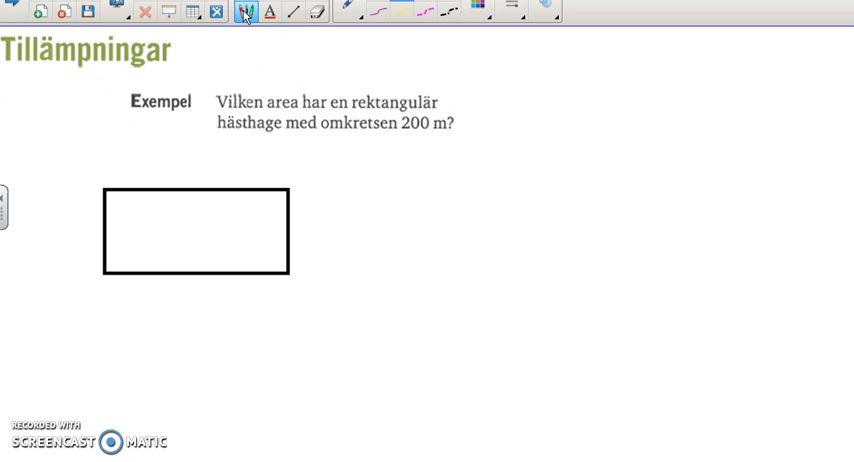 Tillämpningar
Exempel Vilken area har en rektangulär
hästhage med omkretsen 200 m?
RECORDED WITH
SCREENCAST MATIC